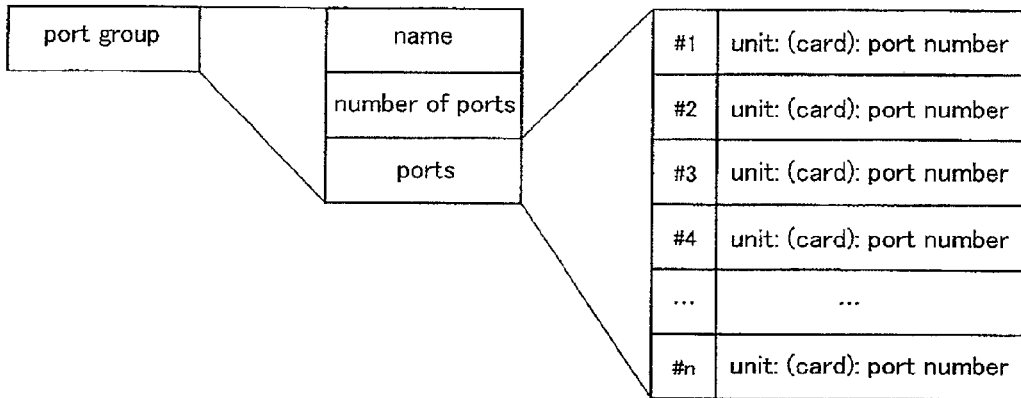 port group
name
number of ports
ports
#1 unit: (card): port number
#2 unit: (card): port number
#3 unit: (card): port number
#4 unit: (card): port number
... ...
#n unit: (card): port number